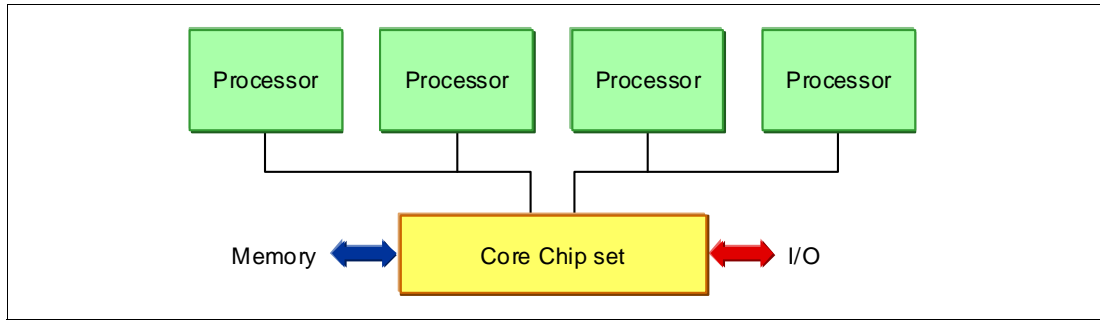 Processor
Processor
Processor
Processor
Memory
Core Chip set
I/O